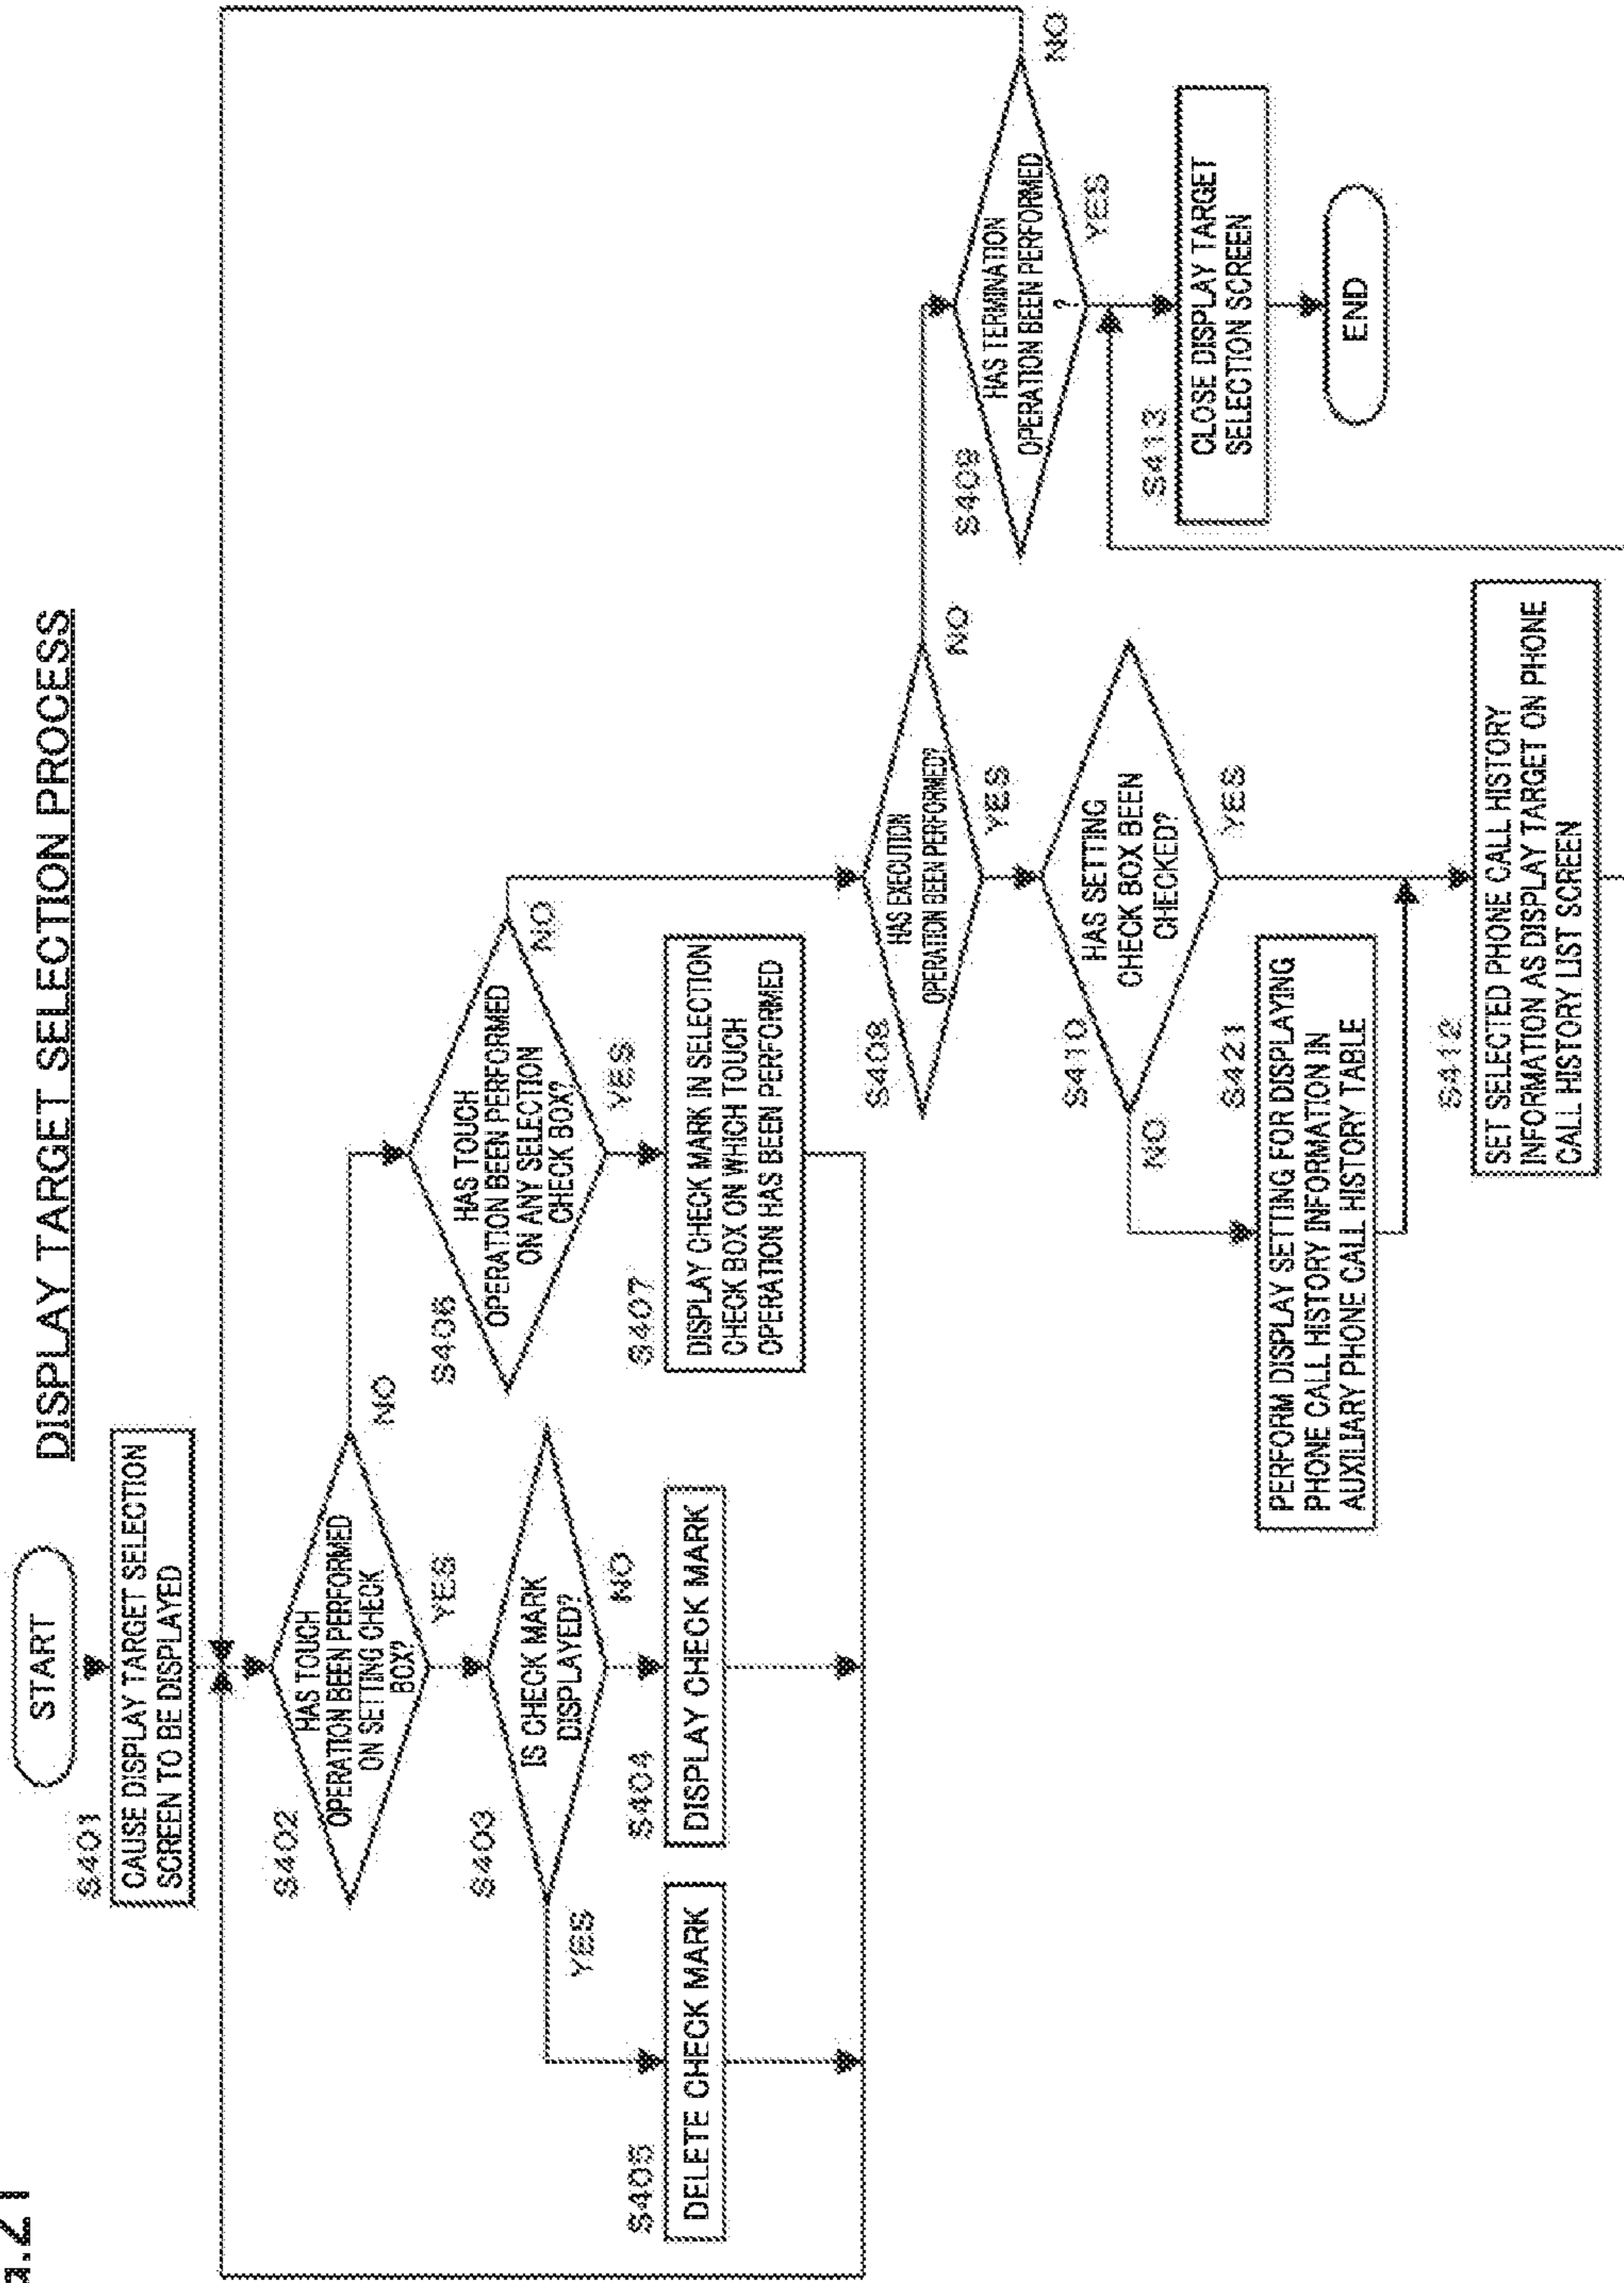 DISPLAY TARGET SELECTION PROCESS
START
S401
CAUSE DISPLAY TARGET SELECTION
SCREEN TO BE DISPLAYED
S402
HAS TOUCH
OPERATION BEEN PERFORMED
ON SETTING CHECK
BOX?
NO
YES
S403
IS CHECK MARK
DISPLAYED?
YES
NO
S405
DELETE CHECK MARK
S404
DISPLAY CHECK MARK
S406
HAS TOUCH
OPERATION BEEN PERFORMED
ON ANY SELECTION
CHECK BOX?
NO
YES
S407
DISPLAY CHECK MARK IN SELECTION
CHECK BOX ON WHICH TOUCH
OPERATION HAS BEEN PERFORMED
S408
HAS EXECUTION
OPERATION BEEN PERFORMED?
NO
YES
S410
HAS SETTING
CHECK BOX BEEN
CHECKED?
NO
YES
S421
PERFORM DISPLAY SETTING FOR DISPLAYING
PHONE CALL HISTORY INFORMATION IN
AUXILIARY PHONE CALL HISTORY TABLE
S412
SET SELECTED PHONE CALL HISTORY
INFORMATION AS DISPLAY TARGET ON PHONE
CALL HISTORY LIST SCREEN
S409
HAS TERMINATION
OPERATION BEEN PERFORMED
?
NO
YES
S413
CLOSE DISPLAY TARGET
SELECTION SCREEN
END